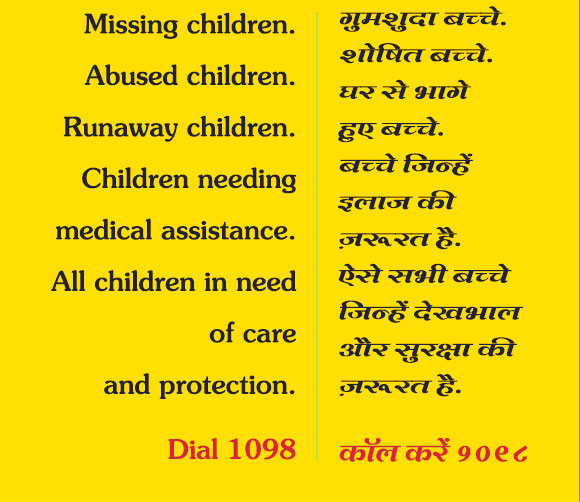 Missing children.
Abused children.
Runaway children.
Children needing
medical assistance.
All children in need
of care
and protection.
Dial 1098
गुमशुदा बच्चे.
शोषित बच्चे.
घर से भागे
हुए बच्चे.
बच्चे जिन्हें
इलाज की
ज़रूरत है.
ऐसे सभी बच्चे
जिन्हें देखभाल
और सुरक्षा की
ज़रूरत है.
कॉल करें १०९८